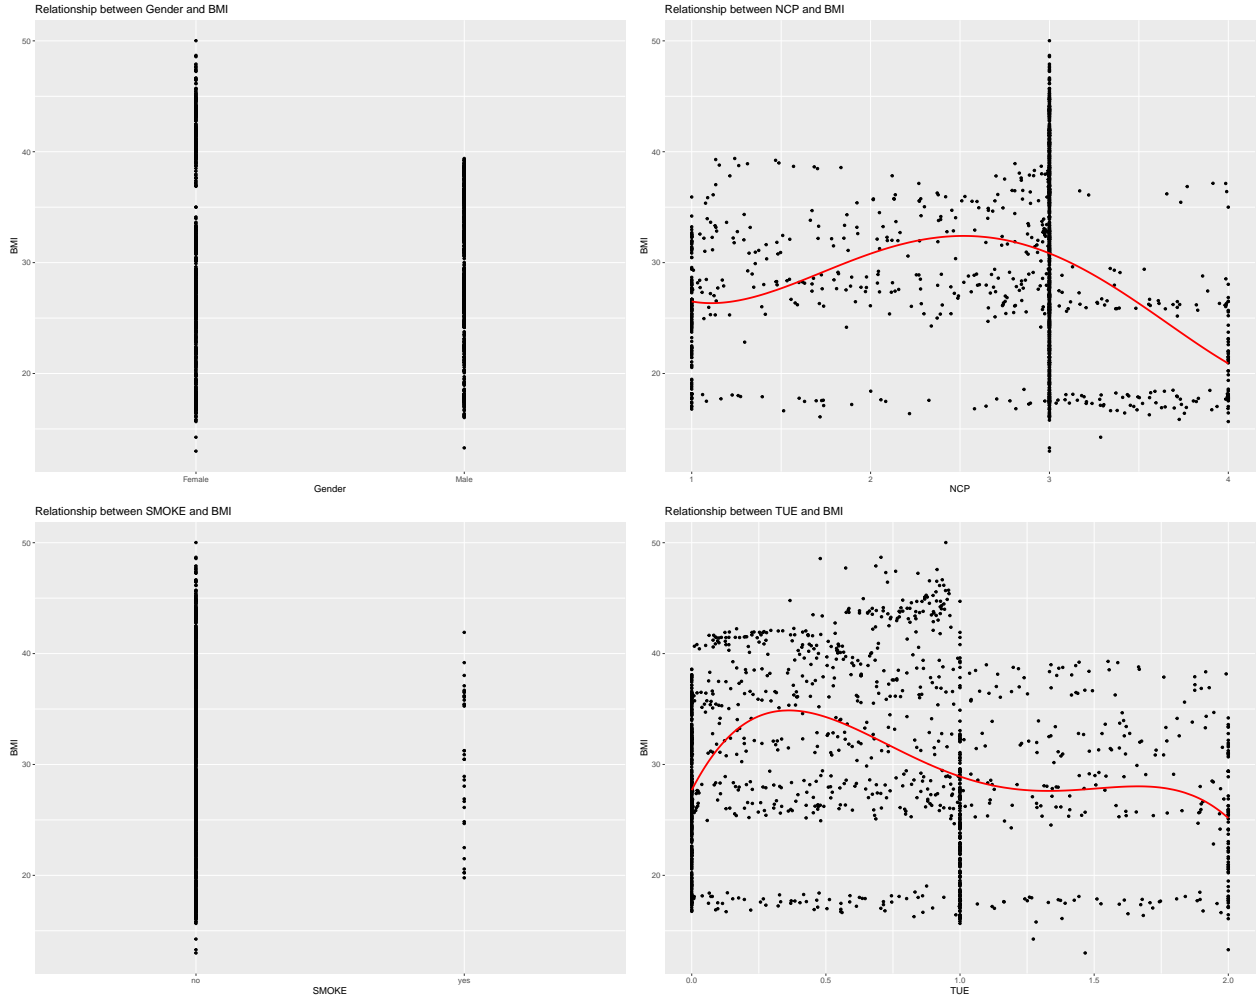 Relationship between Gender and BMI
50
40
30
20
BMI
Female
Male
Gender
Relationship between NCP and BMI
50
40
30
20
BMI
1
2
3
4
NCP
Relationship between SMOKE and BMI
50
40
30
20
BMI
no
yes
SMOKE
Relationship between TUE and BMI
50
40
30
20
BMI
0.0
0.5
1.0
1.5
2.0
TUE